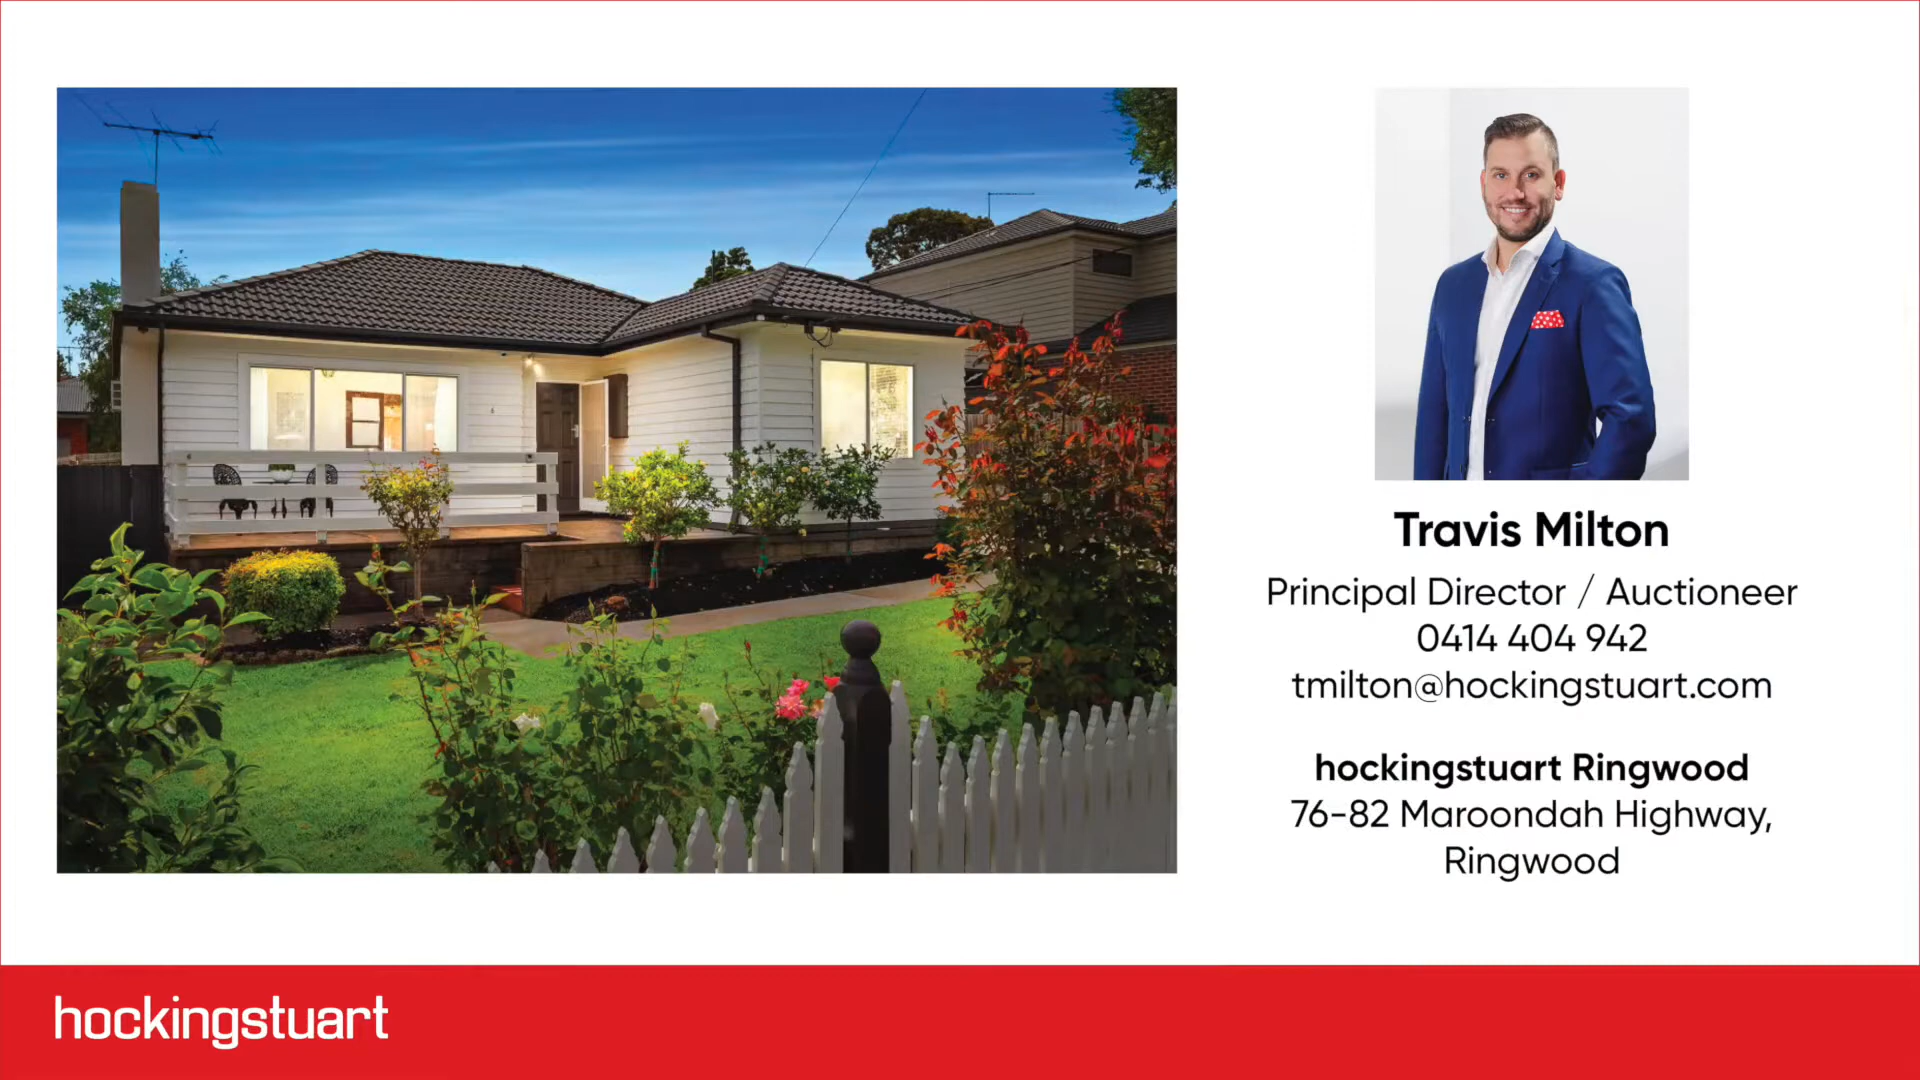 Travis Milton
Principal Director / Auctioneer
0414 404 942
tmilton@hockingstuart.com
hockingstuart Ringwood
76-82 Maroondah Highway,
Ringwood
hockingstuart